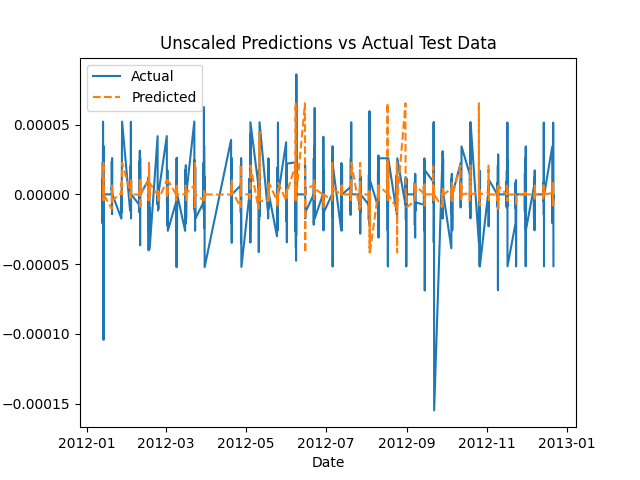 Unscaled Predictions vs Actual Test Data
Actual
Predicted
0.00005
0.00000
−0.00005
−0.00010
−0.00015
2012-01 2012-03 2012-05 2012-07 2012-09 2012-11 2013-01
Date